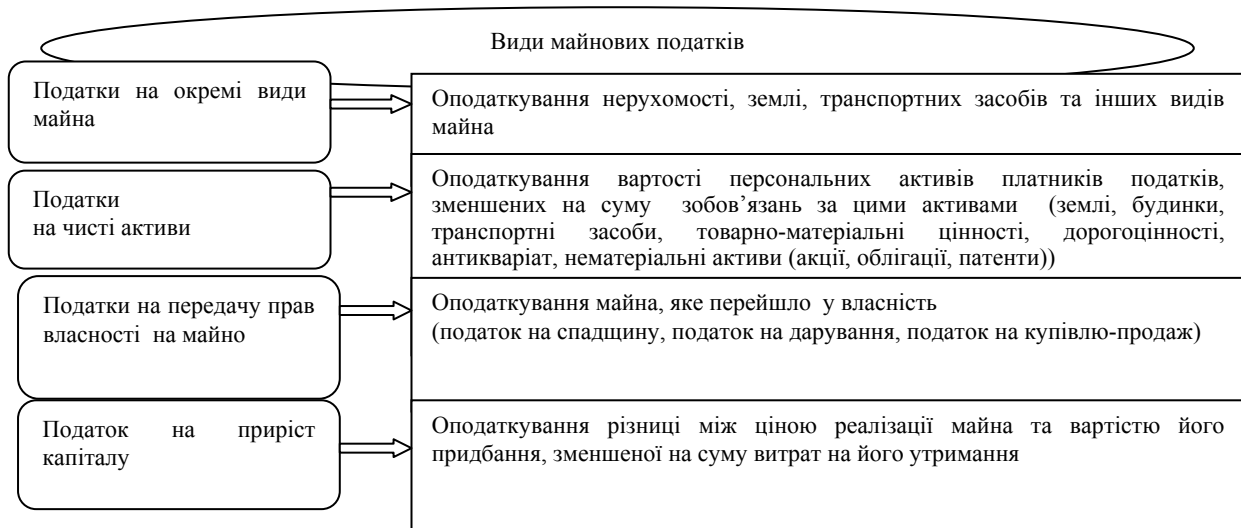 Види майнових податків
Податки на окремі види
майна
Оподаткування нерухомості, землі, транспортних засобів та інших видів
майна
Податки
на чисті активи
Оподаткування вартості персональних активів платників податків,
зменшених на суму зобов’язань за цими активами (землі, будинки,
транспортні засоби, товарно-матеріальні цінності, дорогоцінності,
антикваріат, нематеріальні активи (акції, облігації, патенти))
Податки на передачу прав
власності на майно
Оподаткування майна, яке перейшло у власність
(податок на спадщину, податок на дарування, податок на купівлю-продаж)
Податок на приріст
капіталу
Оподаткування різниці між ціною реалізації майна та вартістю його
придбання, зменшеної на суму витрат на його утримання